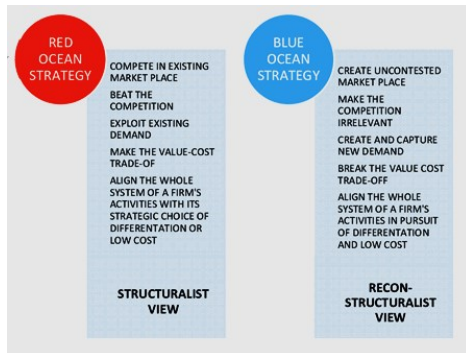 RED
OCEAN
STRATEGY
COMPETE IN EXISTING
MARKET PLACE
BEAT THE
COMPETITION
EXPLOIT EXISTING
DEMAND
MAKE THE VALUE-COST
TRADE-OF
ALIGN THE WHOLE
SYSTEM OF A FIRM'S
ACTIVITIES WITH ITS
STRATEGIC CHOICE OF
DIFFERENTATION OR
LOW COST
STRUCTURALIST
VIEW
BLUE
OCEAN
STRATEGY
CREATE UNCONTESTED
MARKET PLACE
MAKE THE
COMPETITION
IRRELEVANT
CREATE AND CAPTURE
NEW DEMAND
BREAK THE VALUE COST
TRADE-OFF
ALIGN THE WHOLE
SYSTEM OF A FIRM'S
ACTIVITIES IN PURSUIT
OF DIFFERENTATION
AND LOW COST
RECON-
STRUCTURALIST
VIEW